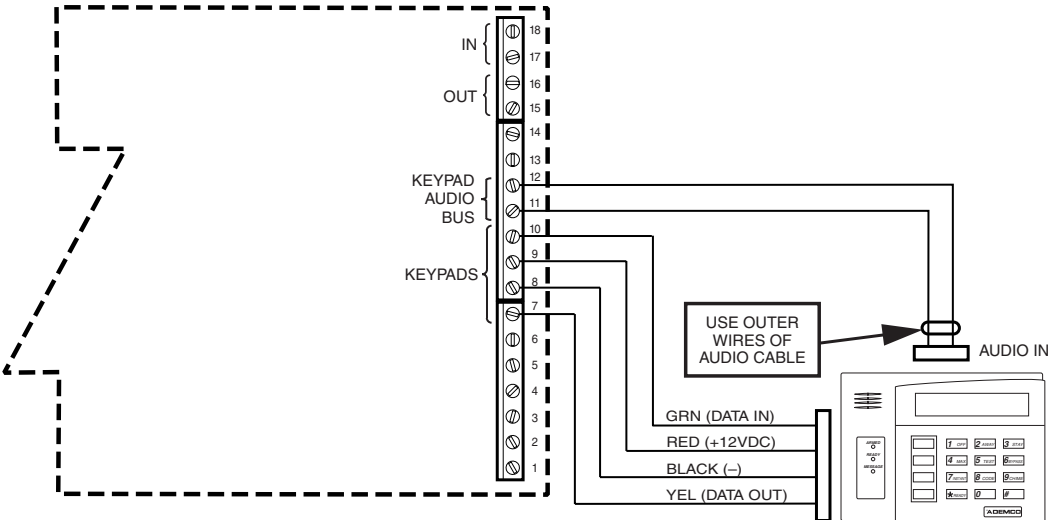 IN
18
17
OUT
16
15
14
13
KEYPAD
AUDIO
BUS
12
11
KEYPADS
10
9
8
7
6
5
4
3
2
1
USE OUTER
WIRES OF
AUDIO CABLE
AUDIO IN
GRN (DATA IN)
RED (+12VDC)
BLACK (–)
YEL (DATA OUT)
ARMED
READY
MESSAGE
1 OFF 2 AWAY 3 STAY
4 MAX 5 TEST 6 BYPASS
7 INSTANT 8 CODE 9 CHIME
* READY 0 #
ADEMCO